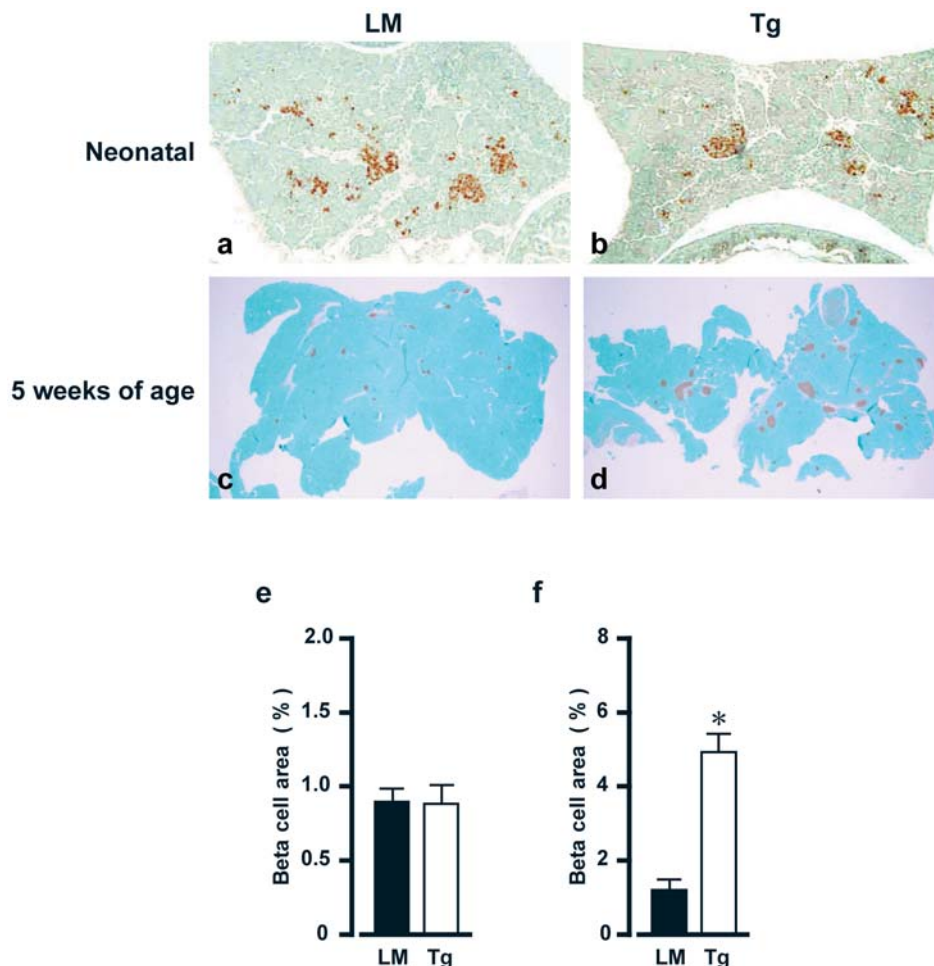 LM Tg
Neonatal
a b
5 weeks of age
c d
e f
Beta cell area ( % )
2.0
1.5
1.0
0.5
0
LM Tg
Beta cell area ( % )
8
6
4
2
0
*
LM Tg